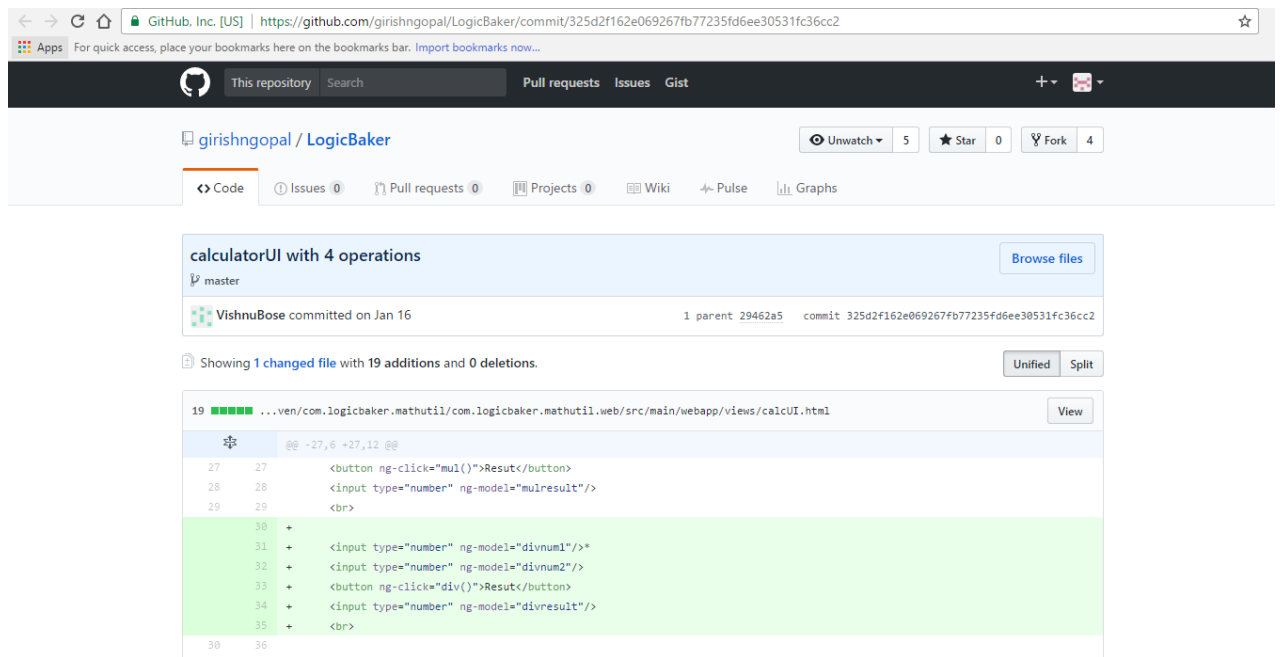 GitHub, Inc. [US] | https://github.com/girishngopal/LogicBaker/commit/325d2f162e069267fb77235fd6ee30531fc36cc2
Apps For quick access, place your bookmarks here on the bookmarks bar. Import bookmarks now...
This repository Search Pull requests Issues Gist
girishngopal / LogicBaker Unwatch 5 Star 0 Fork 4
<> Code Issues 0 Pull requests 0 Projects 0 Wiki Pulse Graphs
calculatorUI with 4 operations Browse files
master
VishnuBose committed on Jan 16 1 parent 29462a5 commit 325d2f162e069267fb77235fd6ee30531fc36cc2
Showing 1 changed file with 19 additions and 0 deletions. Unified Split
19 ...ven/com.logicbaker.mathutil/com.logicbaker.mathutil.web/src/main/webapp/views/calcUI.html View
@@ -27,6 +27,12 @@
27 27 <button ng-click="mul()">Resut</button>
28 28 <input type="number" ng-model="mulresult"/>
29 29 <br>
30 +
31 + <input type="number" ng-model="divnum1"/>*
32 + <input type="number" ng-model="divnum2"/>
33 + <button ng-click="div()">Resut</button>
34 + <input type="number" ng-model="divresult"/>
35 + <br>
30 36